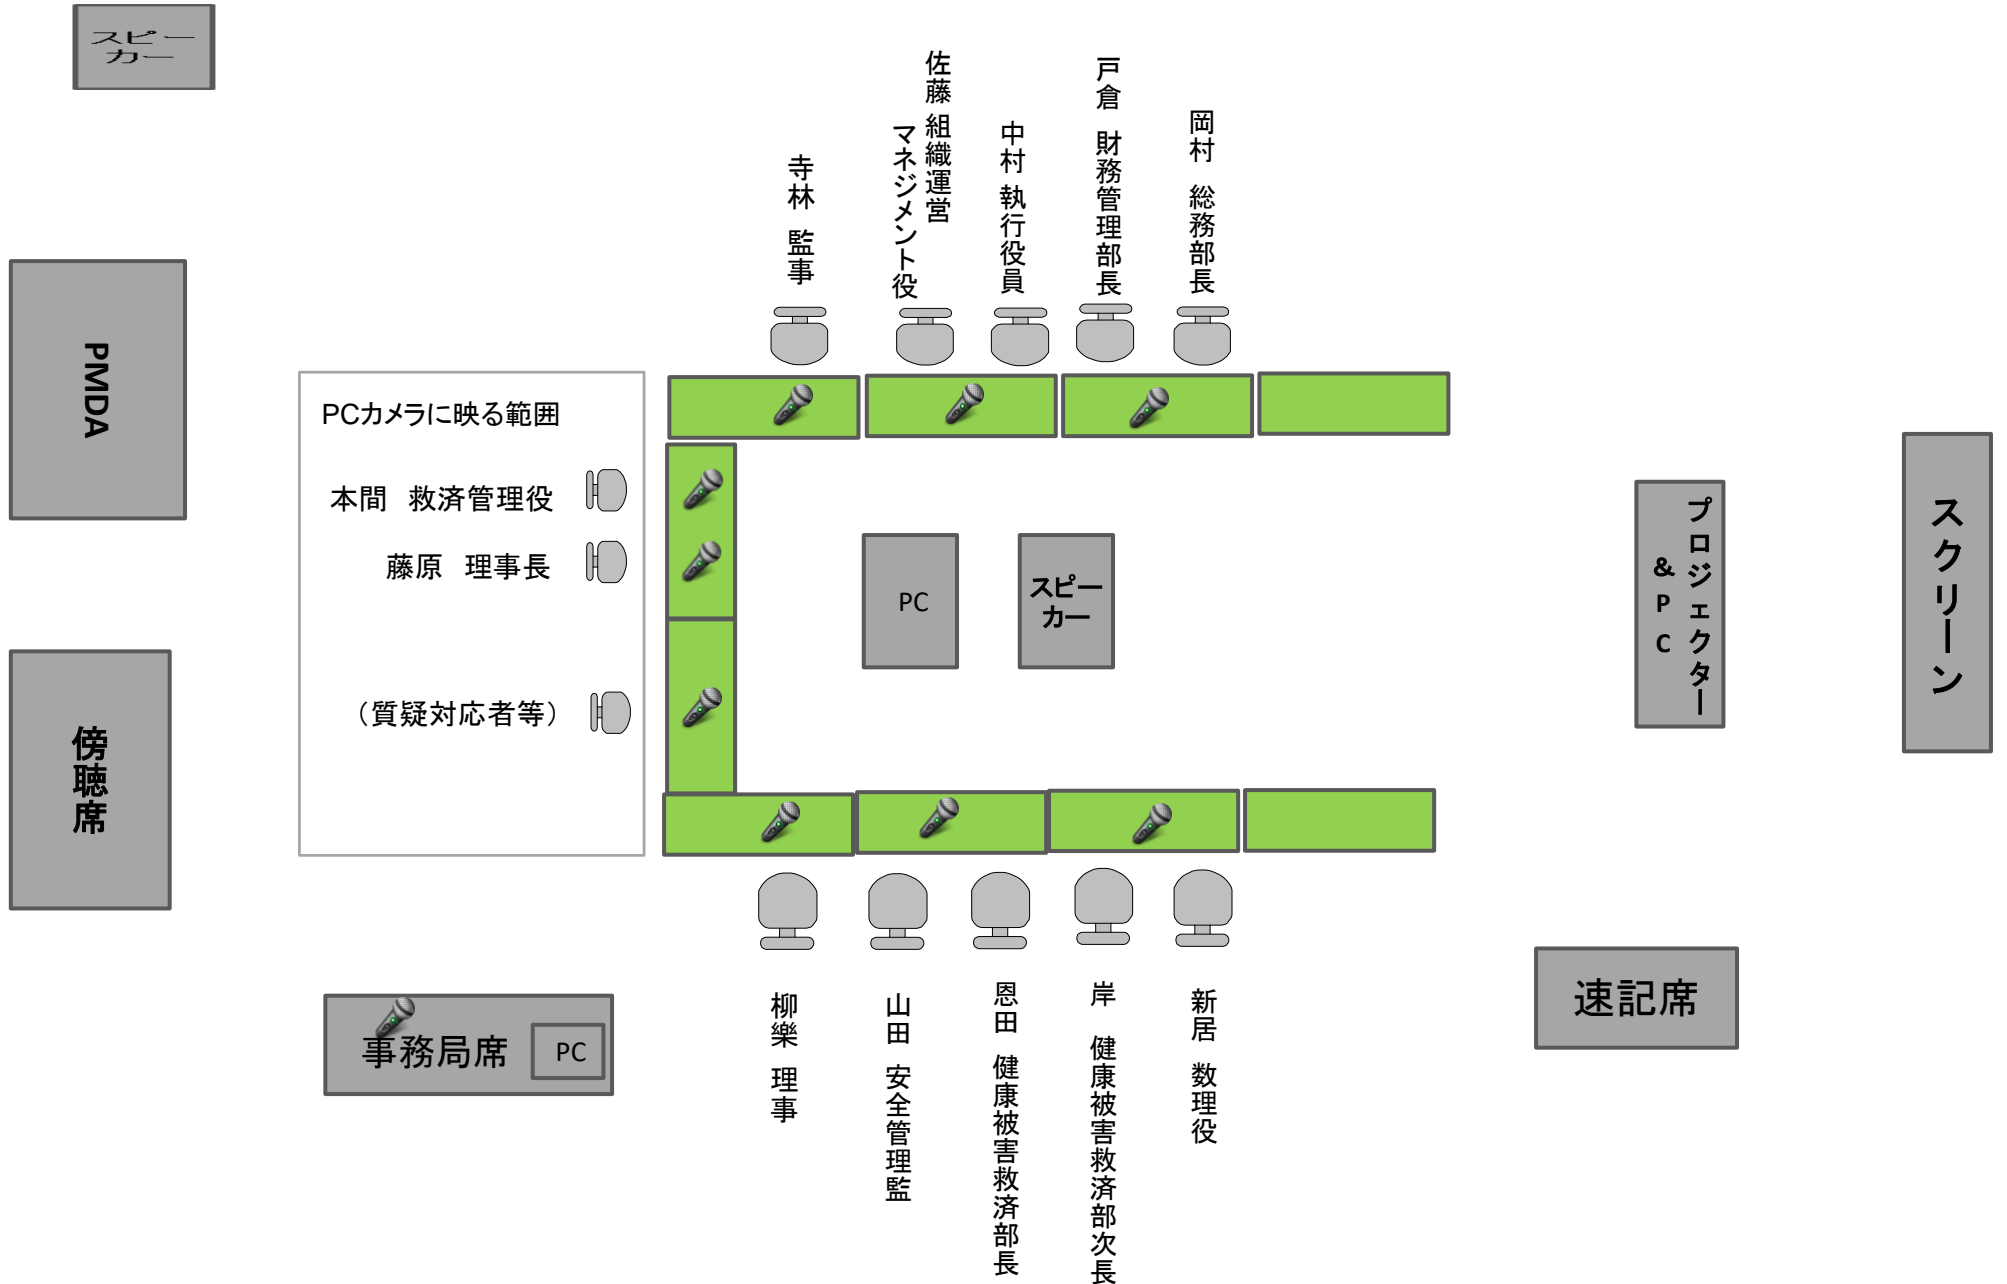 スピー
カー
寺林 監事
佐藤 組織運営
マネジメント役
中村 執行役員
戸倉 財務管理部長
岡村 総務部長
PMDA
PCカメラに映る範囲
本間 救済管理役
藤原 理事長
（質疑対応者等）
PC
スピー
カー
プロジェクター
&PC
スクリーン
傍聴席
事務局席
PC
柳樂 理事
山田 安全管理監
恩田 健康被害救済部長
岸 健康被害救済部次長
新居 数理役
速記席